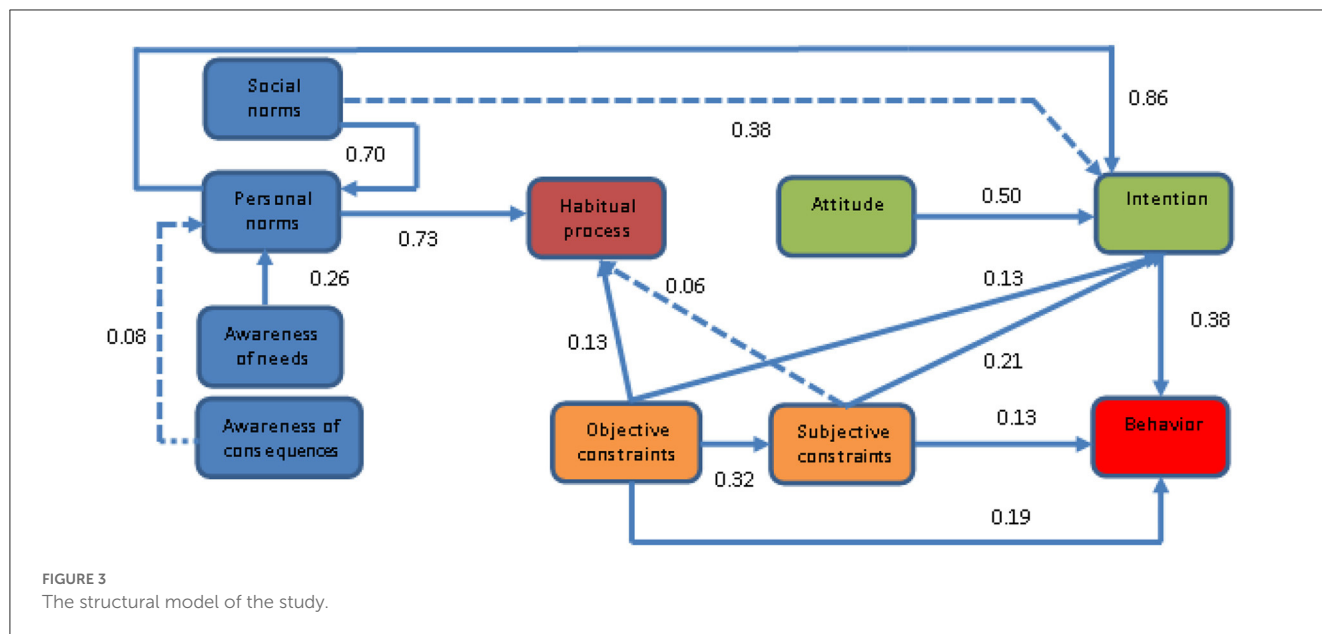 Social
norms
0.86
0.38
0.70
Personal
norms
Habitual
process
Attitude
0.50
Intention
0.73
0.26
0.06
0.13
0.08
Awareness
of needs
0.13
0.38
0.21
Awareness of
consequences
Objective
constraints
Subjective
constraints
0.13
Behavior
0.32
0.19
FIGURE 3
The structural model of the study.